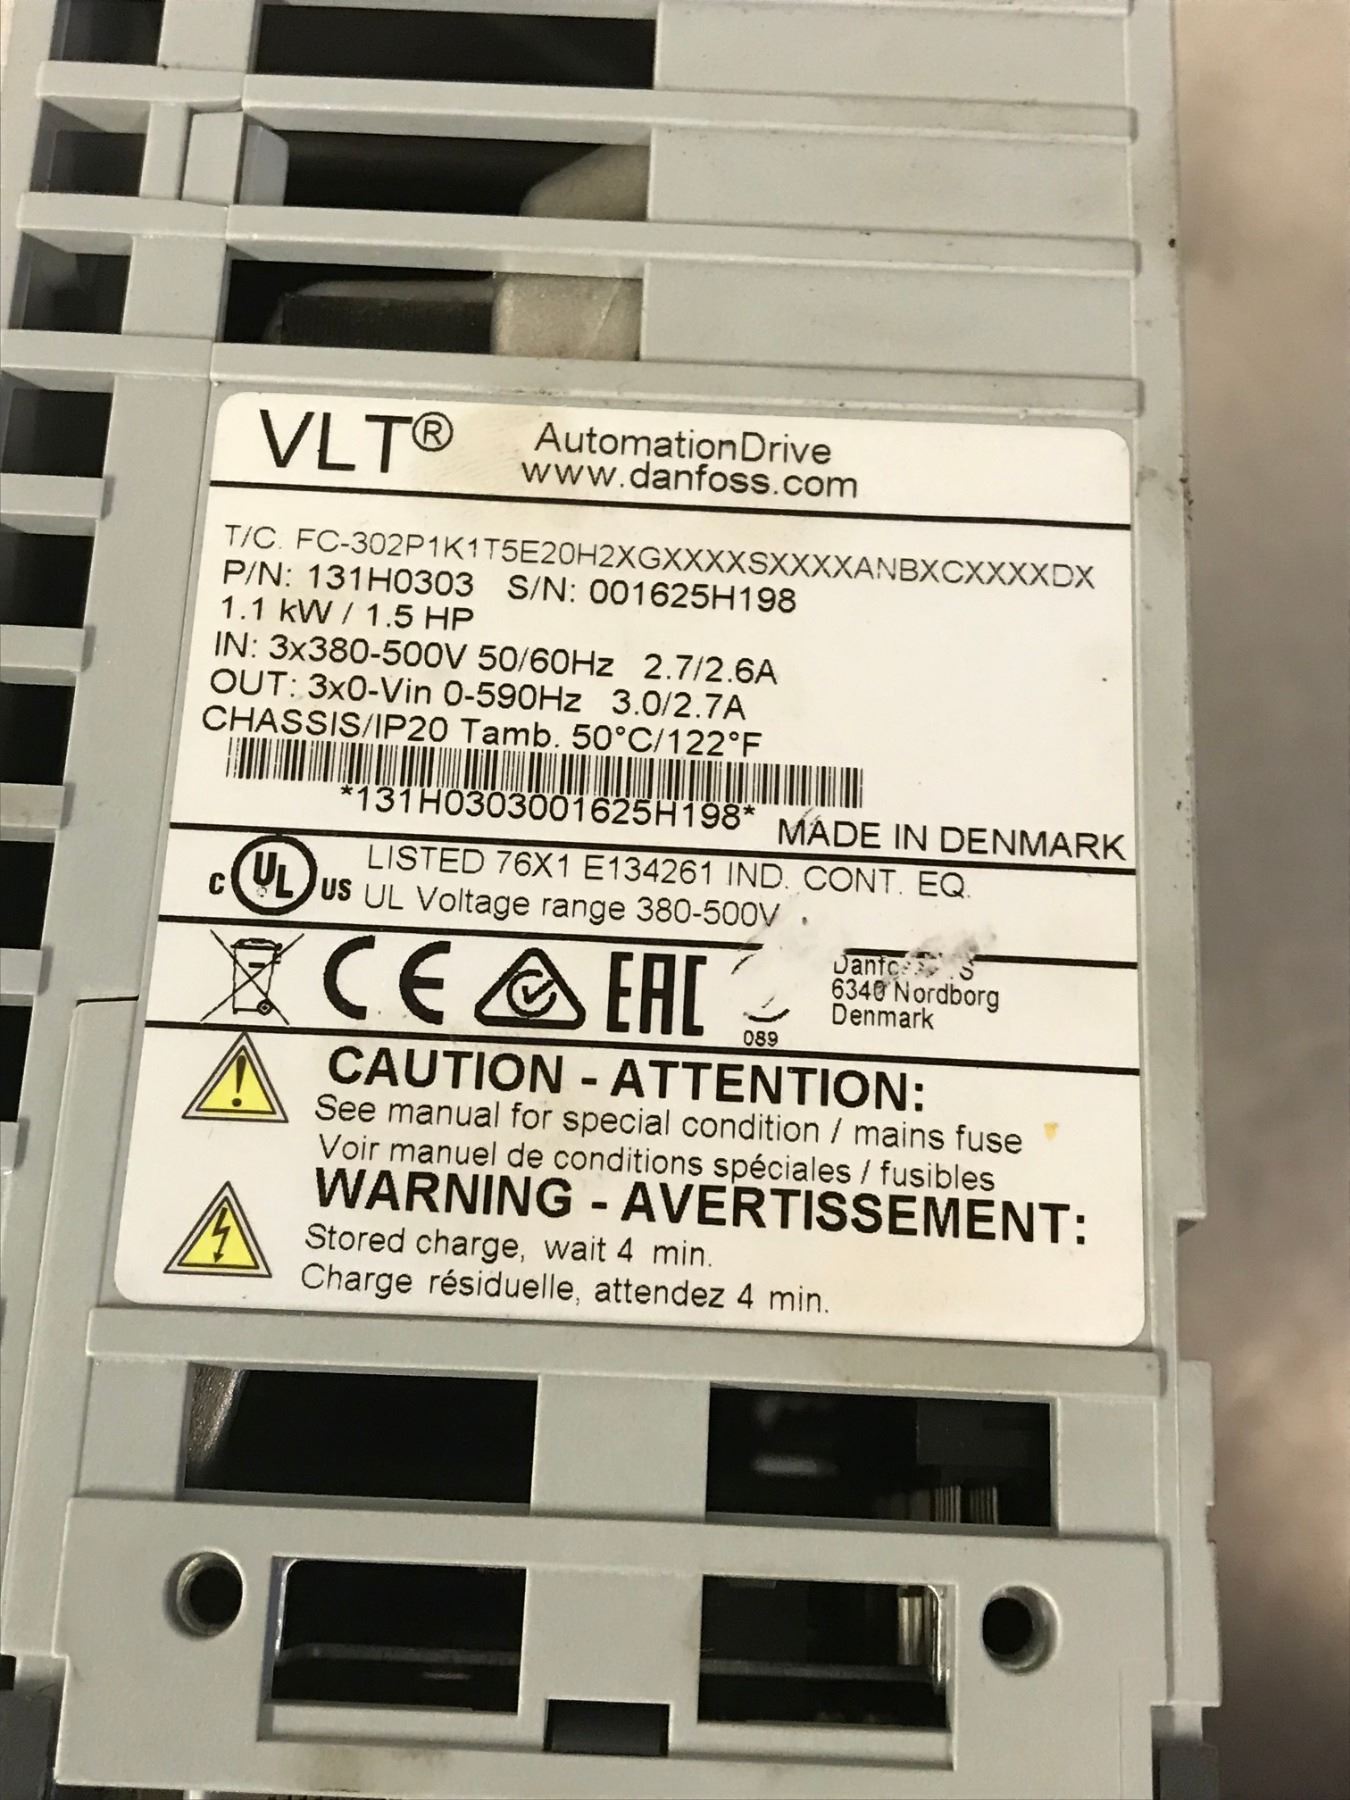 VLT® AutomationDrive
www.danfoss.com
T/C. FC-302P1K1T5E20H2XGXXXXSXXXXANBXCXXXXDX
P/N: 131H0303 S/N: 001625H198
1.1 kW / 1.5 HP
IN: 3x380-500V 50/60Hz 2.7/2.6A
OUT: 3x0-Vin 0-590Hz 3.0/2.7A
CHASSIS/IP20 Tamb. 50°C/122°F
*131H0303001625H198*
MADE IN DENMARK
C UL US LISTED 76X1 E134261 IND. CONT. EQ.
UL Voltage range 380-500V
CE EAC
089
6340 Nordborg
Denmark
CAUTION - ATTENTION:
See manual for special condition / mains fuse
Voir manuel de conditions spéciales / fusibles
WARNING - AVERTISSEMENT:
Stored charge, wait 4 min.
Charge résiduelle, attendez 4 min.